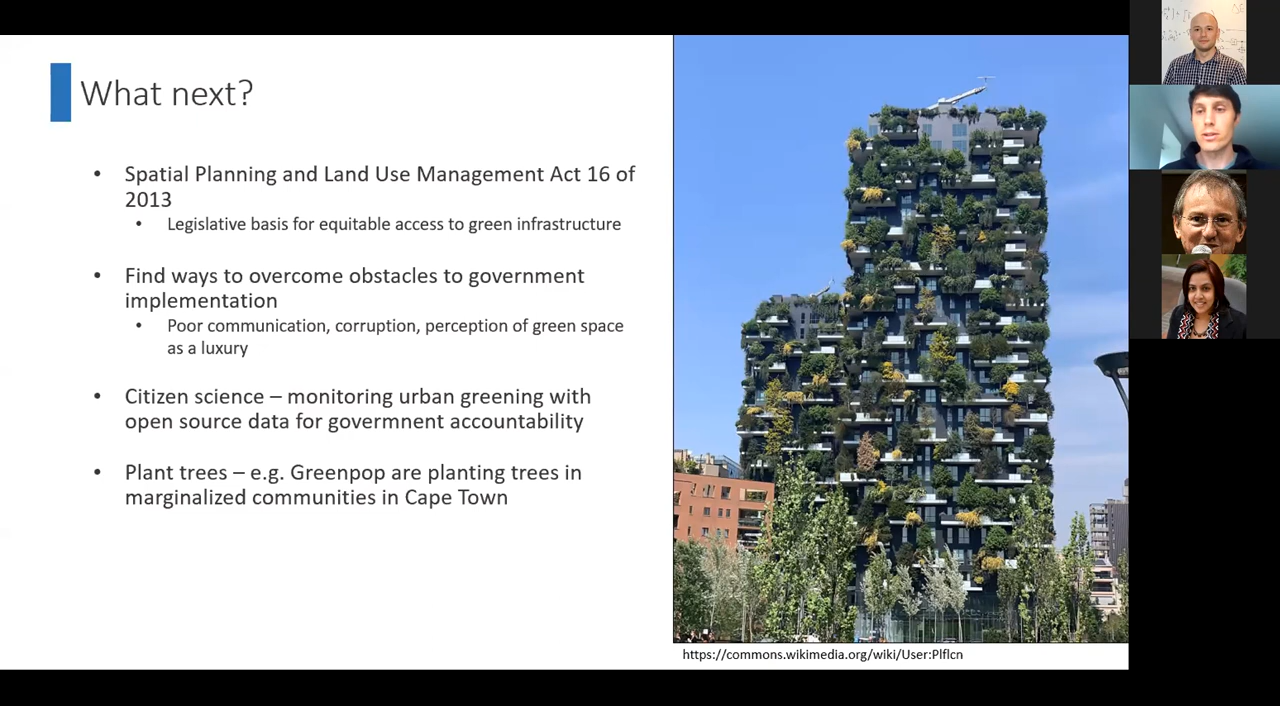 What next?
• Spatial Planning and Land Use Management Act 16 of
2013
• Legislative basis for equitable access to green infrastructure
• Find ways to overcome obstacles to government
implementation
• Poor communication, corruption, perception of green space
as a luxury
• Citizen science – monitoring urban greening with
open source data for govermnent accountability
• Plant trees – e.g. Greenpop are planting trees in
marginalized communities in Cape Town
https://commons.wikimedia.org/wiki/User:Plflcn